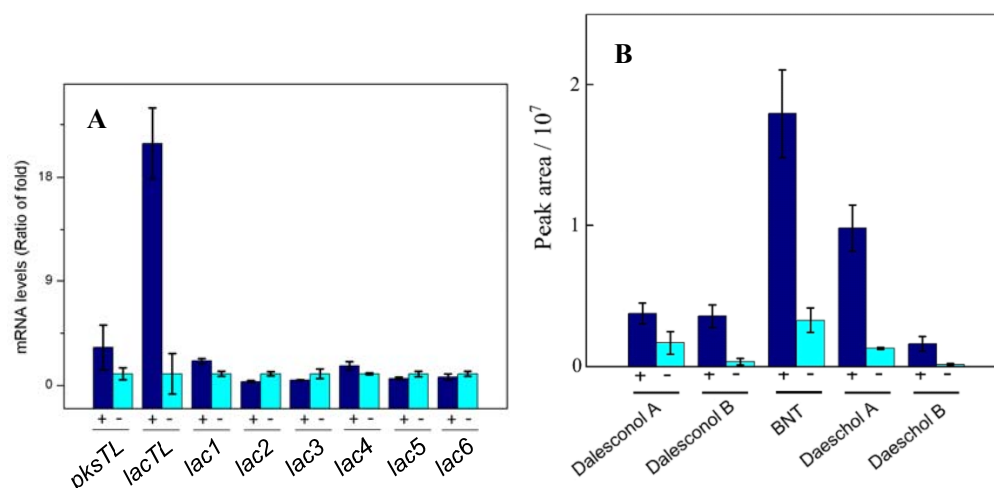 A
mRNA levels (Ratio of fold)
18
9
0
+ - + - + - + - + - + - + - + -
pksTL lacTL lac1 lac2 lac3 lac4 lac5 lac6
B
Peak area / 10⁷
2
1
0
+ - + - + - + - + -
Dalesconol A Dalesconol B BNT Daeschol A Daeschol B